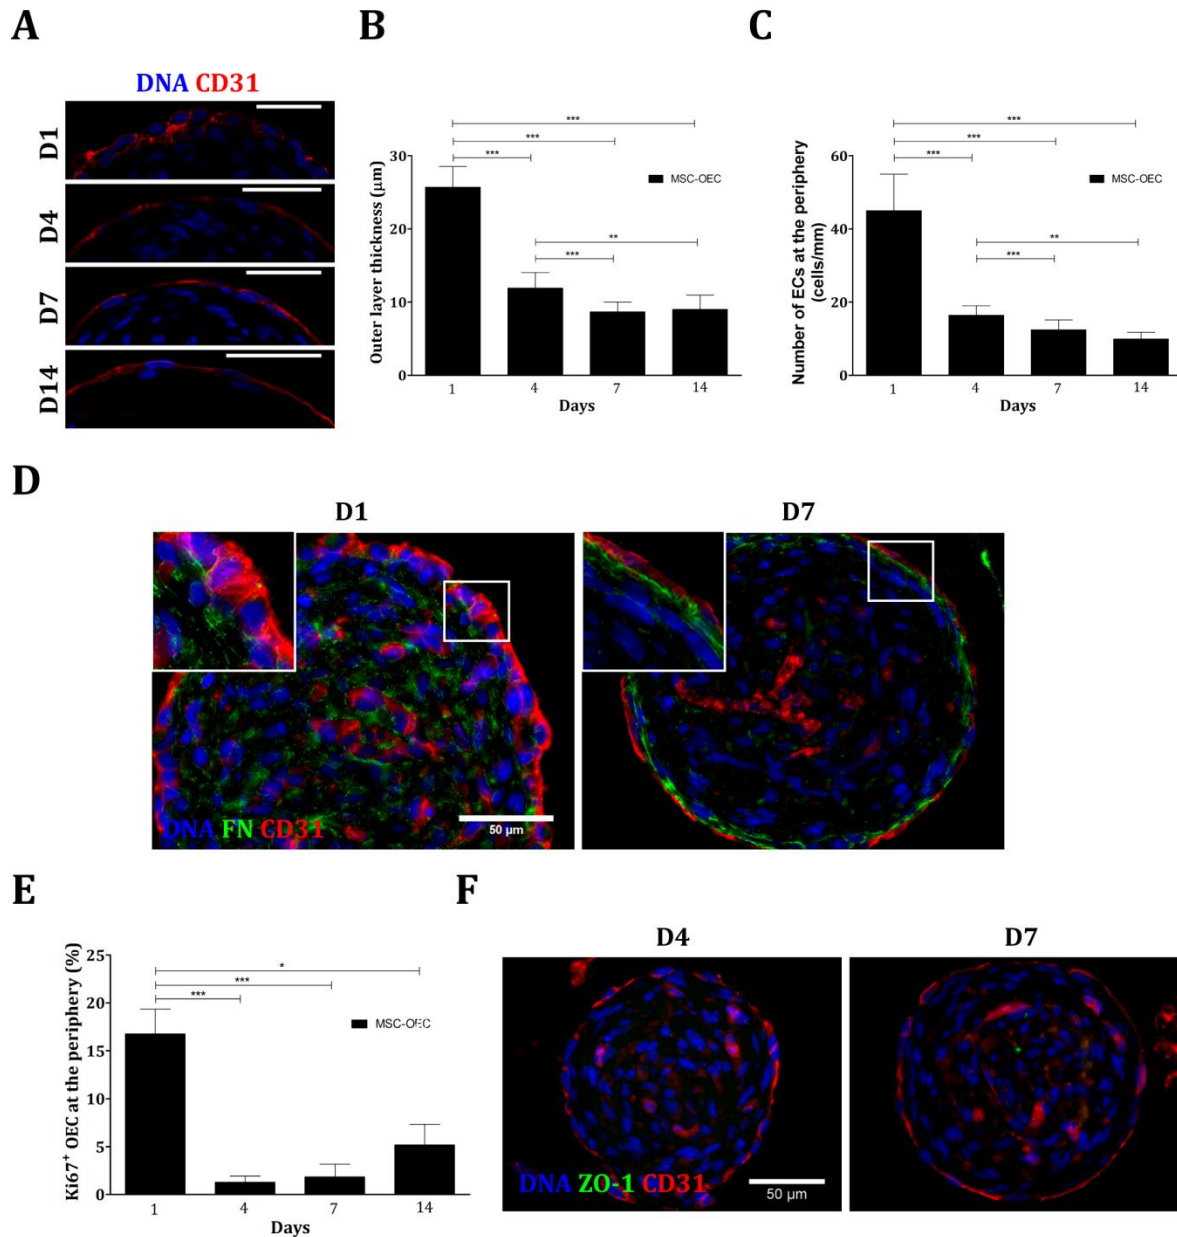 A
DNA CD31
D1
D4
D7
D14
B
Outer layer thickness (µm)
30
20
10
0
***
***
***
**
***
MSC-OEC
1 4 7 14
Days
C
Number of ECs at the periphery
(cells/mm)
60
40
20
0
***
***
***
**
***
MSC-OEC
1 4 7 14
Days
D
D1 D7
DNA FN CD31
50 µm
E
Ki67+ OEC at the periphery (%)
25
20
15
10
5
0
*
***
***
MSC-OEC
1 4 7 14
Days
F
D4 D7
DNA ZO-1 CD31
50 µm